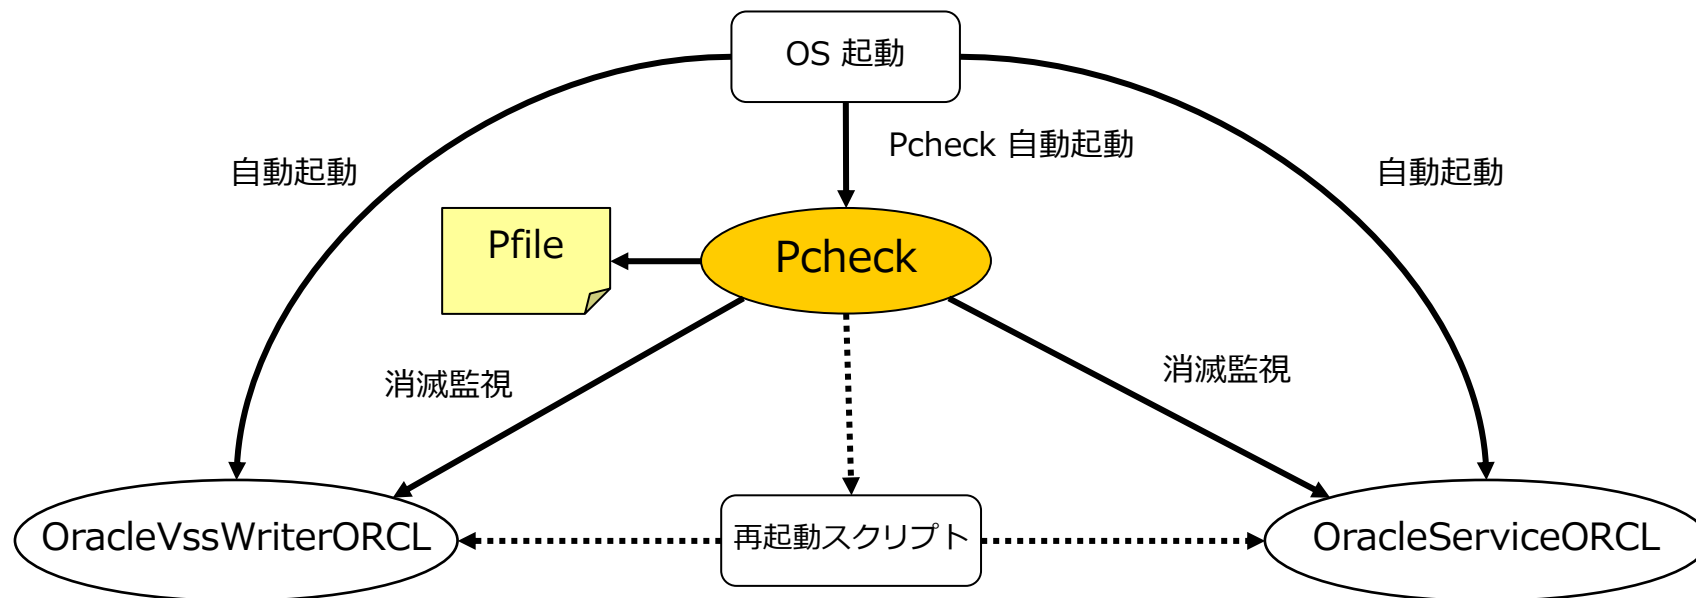 OS 起動
Pcheck 自動起動
自動起動
自動起動
Pfile
Pcheck
消滅監視
消滅監視
OracleVssWriterORCL
再起動スクリプト
OracleServiceORCL